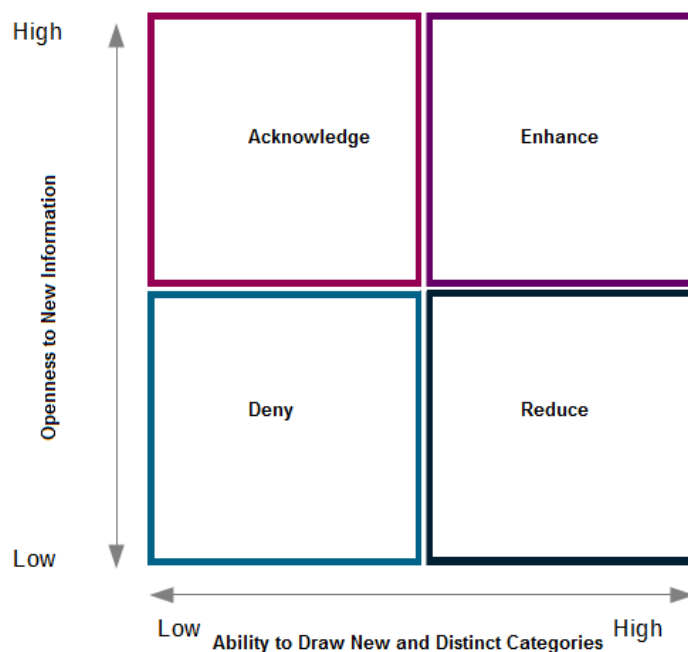 High
Acknowledge
Enhance
Openness to New Information
Deny
Reduce
Low
Low
Ability to Draw New and Distinct Categories
High